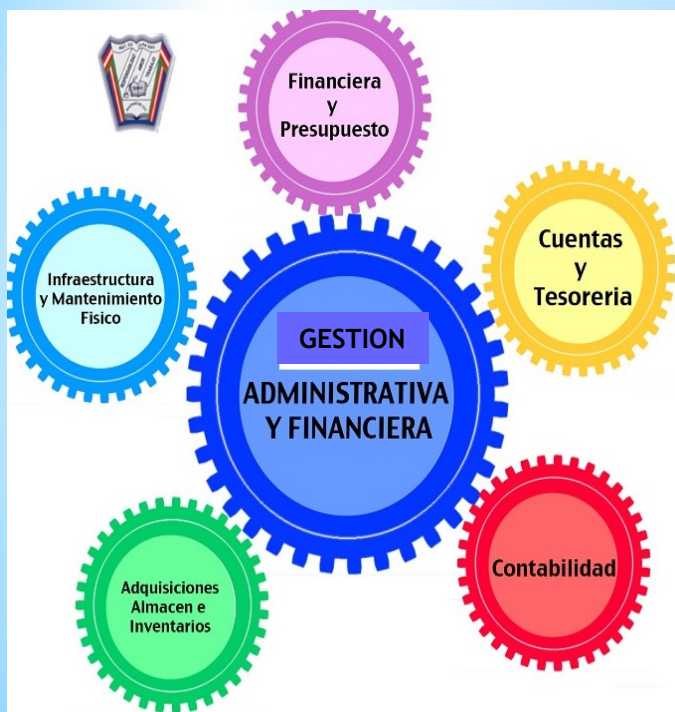 Financiera
y
Presupuesto
Cuentas
y
Tesoreria
Infraestructura
y Mantenimiento
Fisico
GESTION
ADMINISTRATIVA
Y FINANCIERA
Contabilidad
Adquisiciones
Almacen e
Inventarios